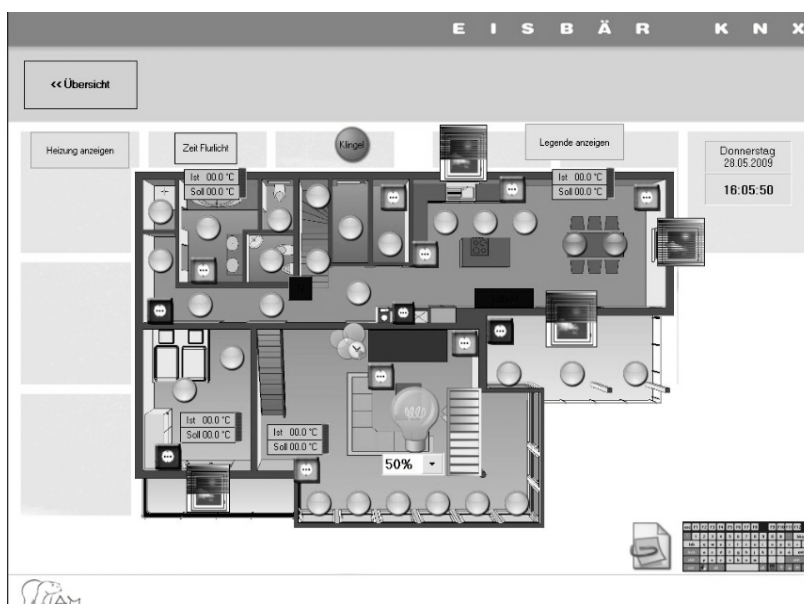 EISBÄR KNX
<< Übersicht
Heizung anzeigen
Zeit Flurlicht
Klingel
Legende anzeigen
Donnerstag
28.05.2009
16:05:50
Ist 00.0 °C
Soll 00.0 °C
Ist 00.0 °C
Soll 00.0 °C
Ist 00.0 °C
Soll 00.0 °C
Ist 00.0 °C
Soll 00.0 °C
50%